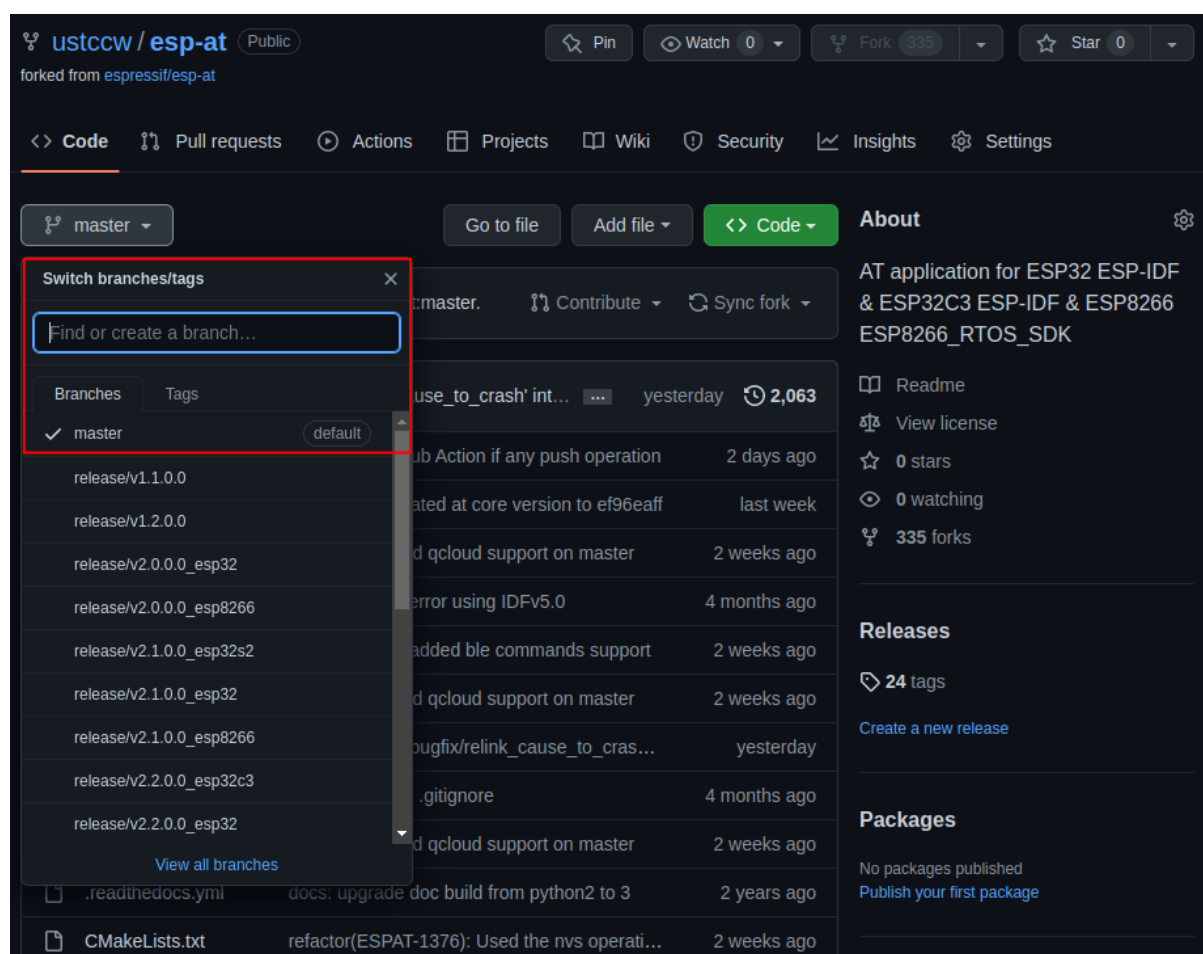 ustccw / esp-at Public
Pin
Watch 0
Fork 335
Star 0
forked from espressif/esp-at
Code
Pull requests
Actions
Projects
Wiki
Security
Insights
Settings
master
Go to file
Add file
Code
Switch branches/tags
Find or create a branch…
Branches
Tags
master default
release/v1.1.0.0
release/v1.2.0.0
release/v2.0.0.0_esp32
release/v2.0.0.0_esp8266
release/v2.1.0.0_esp32s2
release/v2.1.0.0_esp32
release/v2.1.0.0_esp8266
release/v2.2.0.0_esp32c3
release/v2.2.0.0_esp32
View all branches
:master.
Contribute
Sync fork
use_to_crash' int… ... yesterday 2,063
ub Action if any push operation 2 days ago
ated at core version to ef96eaff last week
d qcloud support on master 2 weeks ago
error using IDFv5.0 4 months ago
added ble commands support 2 weeks ago
d qcloud support on master 2 weeks ago
bugfix/relink_cause_to_cras… yesterday
.gitignore 4 months ago
d qcloud support on master 2 weeks ago
.readthedocs.yml docs: upgrade doc build from python2 to 3 2 years ago
CMakeLists.txt refactor(ESPAT-1376): Used the nvs operati… 2 weeks ago
About
AT application for ESP32 ESP-IDF
& ESP32C3 ESP-IDF & ESP8266
ESP8266_RTOS_SDK
Readme
View license
0 stars
0 watching
335 forks
Releases
24 tags
Create a new release
Packages
No packages published
Publish your first package